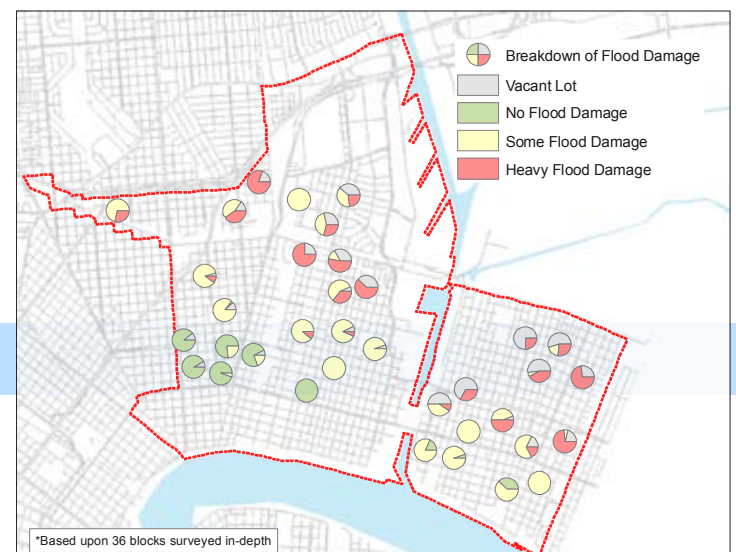 Breakdown of Flood Damage
Vacant Lot
No Flood Damage
Some Flood Damage
Heavy Flood Damage
*Based upon 36 blocks surveyed in-depth